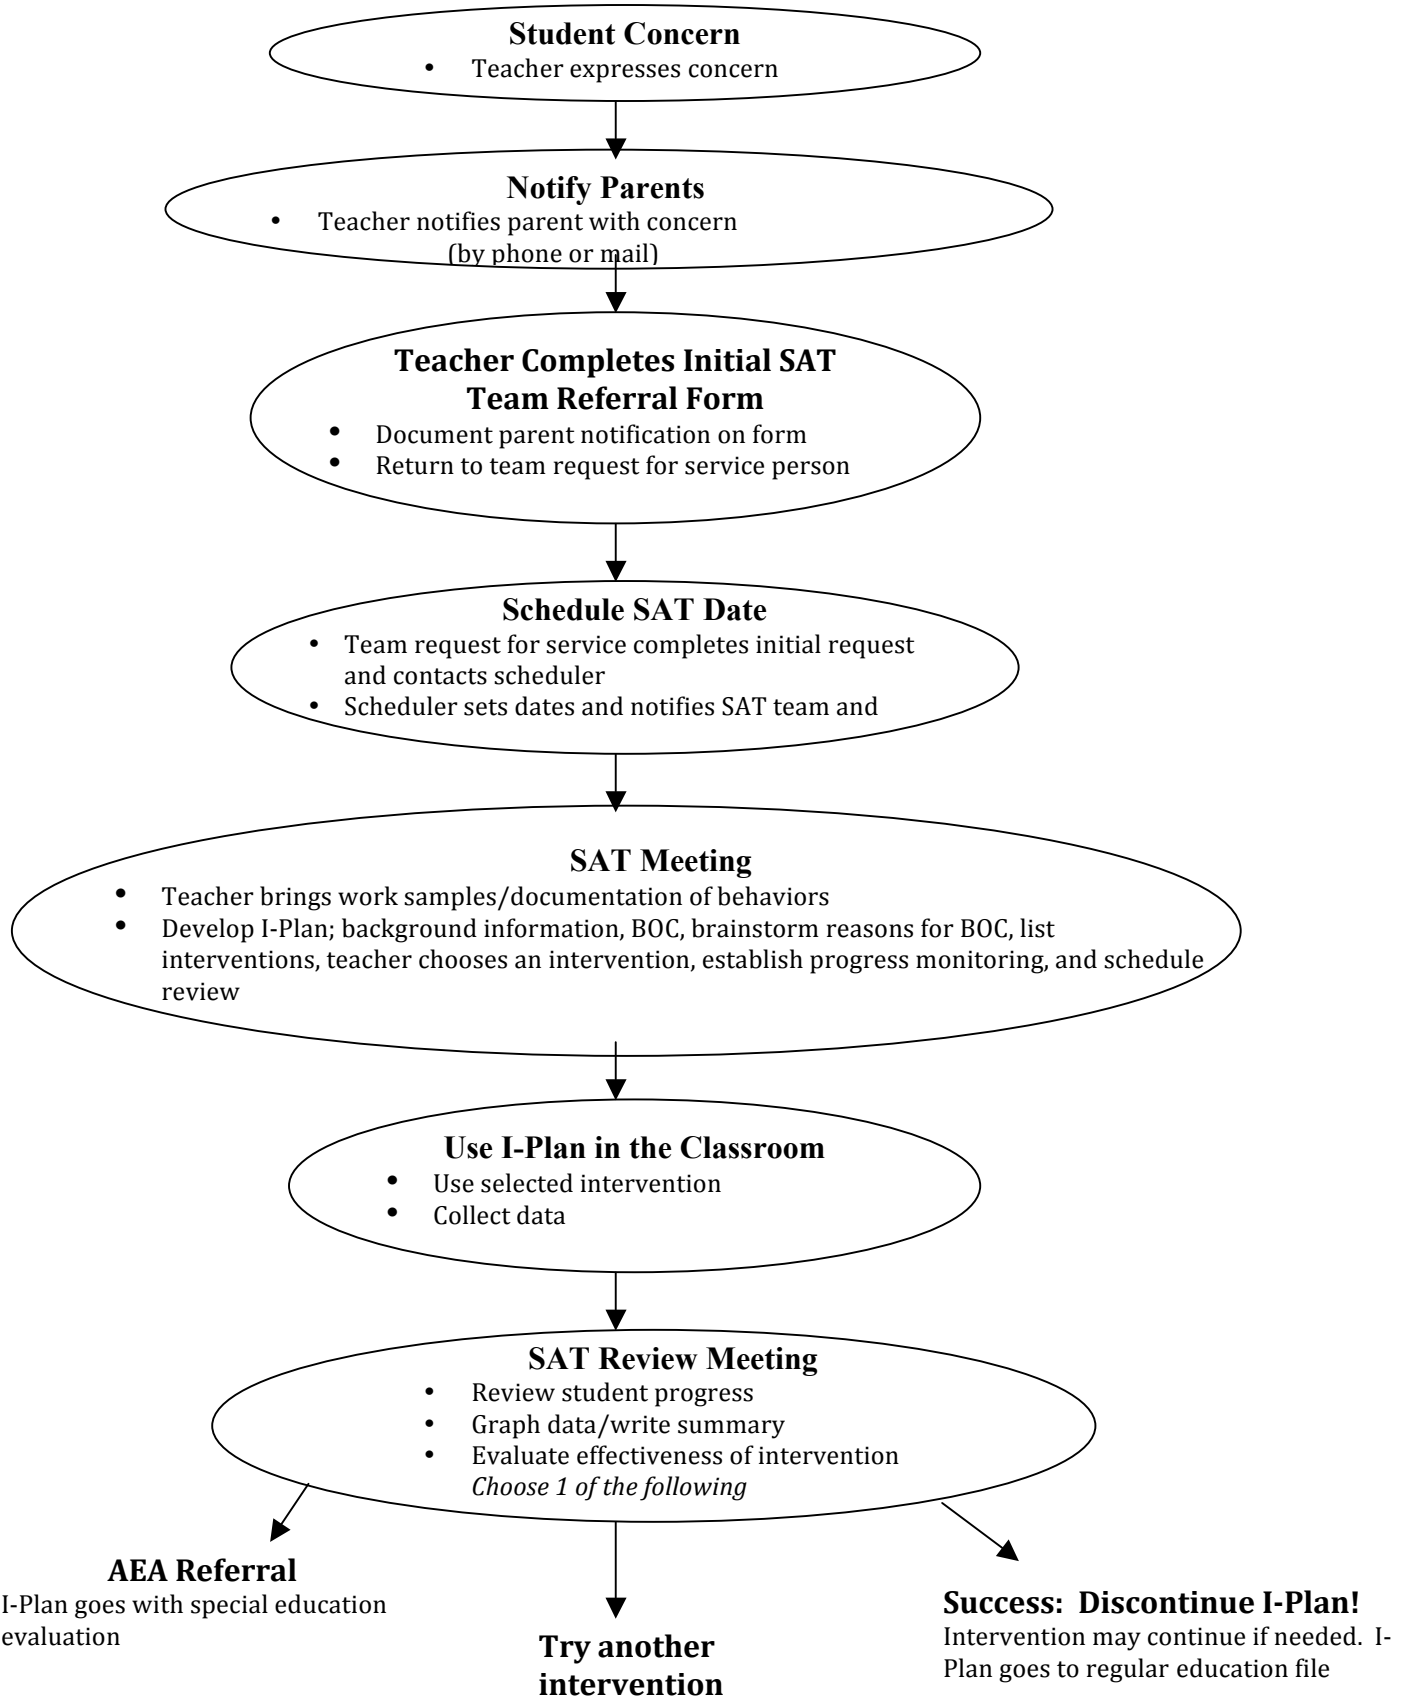 Student Concern
• Teacher expresses concern
Notify Parents
• Teacher notifies parent with concern
(by phone or mail)
Teacher Completes Initial SAT
Team Referral Form
• Document parent notification on form
• Return to team request for service person
Schedule SAT Date
• Team request for service completes initial request
and contacts scheduler
• Scheduler sets dates and notifies SAT team and
SAT Meeting
• Teacher brings work samples/documentation of behaviors
• Develop I-Plan; background information, BOC, brainstorm reasons for BOC, list
interventions, teacher chooses an intervention, establish progress monitoring, and schedule
review
Use I-Plan in the Classroom
• Use selected intervention
• Collect data
SAT Review Meeting
• Review student progress
• Graph data/write summary
• Evaluate effectiveness of intervention
Choose 1 of the following
AEA Referral
I-Plan goes with special education
evaluation
Try another
intervention
Success:  Discontinue I-Plan!
Intervention may continue if needed.  I-
Plan goes to regular education file